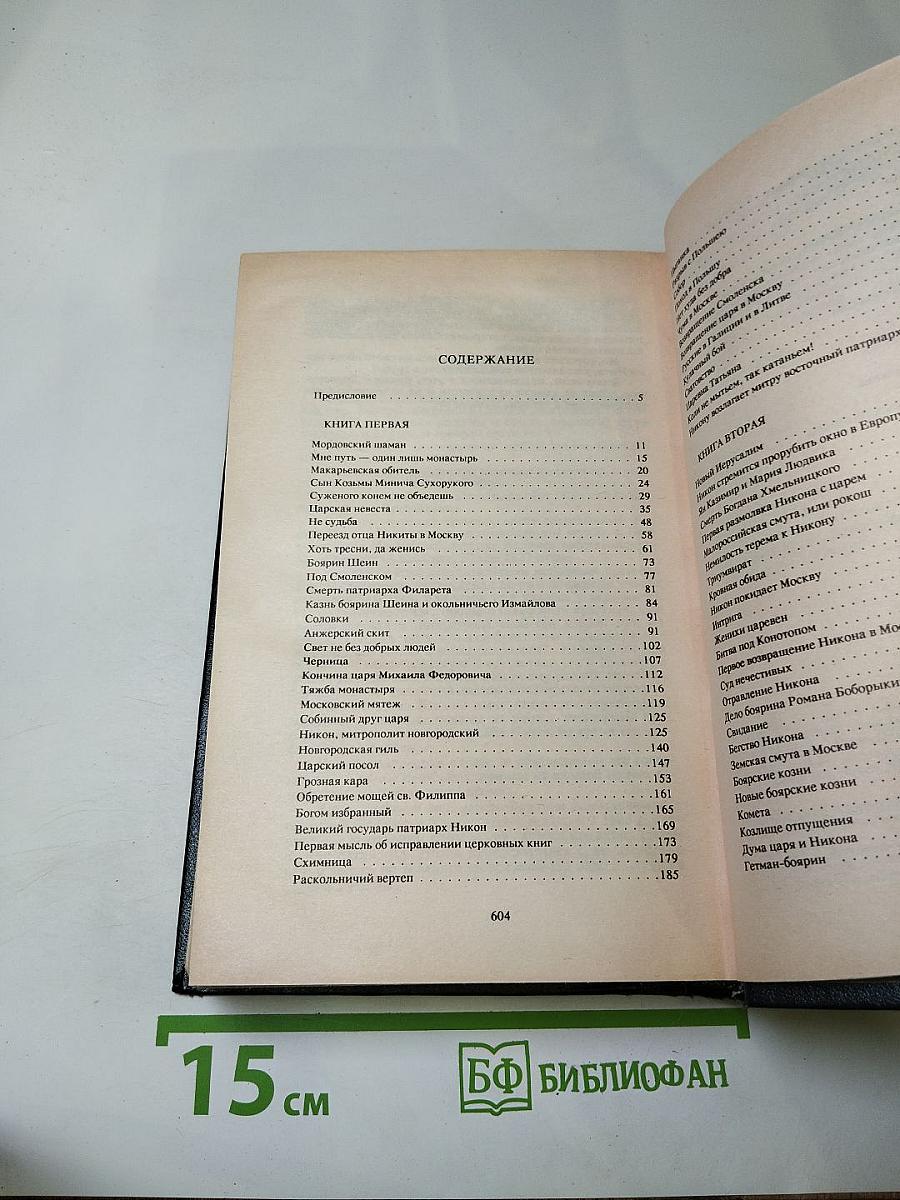 СОДЕРЖАНИЕ
Предисловие . . . . . . . . . . 5
КНИГА ПЕРВАЯ
Мордовский шаман . . . . . . . . . . 11
Мне путь — один лишь монастырь . . . . . . . . . . 15
Макарьевская обитель . . . . . . . . . . 20
Сын Козьмы Минича Сухорукого . . . . . . . . . . 24
Суженого конем не объедешь . . . . . . . . . . 29
Царская невеста . . . . . . . . . . 35
Не судьба . . . . . . . . . . 48
Переезд отца Никиты в Москву . . . . . . . . . . 58
Хоть тресни, да женись . . . . . . . . . . 61
Боярин Шеин . . . . . . . . . . 73
Под Смоленском . . . . . . . . . . 77
Смерть патриарха Филарета . . . . . . . . . . 81
Казнь боярина Шеина и окольничьего Измайлова . . . . . . . . . . 84
Соловки . . . . . . . . . . 91
Анжерский скит . . . . . . . . . . 91
Свет не без добрых людей . . . . . . . . . . 102
Черница . . . . . . . . . . 107
Кончина царя Михаила Федоровича . . . . . . . . . . 112
Тяжба монастыря . . . . . . . . . . 116
Московский мятеж . . . . . . . . . . 119
Собинный друг царя . . . . . . . . . . 125
Никон, митрополит новгородский . . . . . . . . . . 125
Новгородская гиль . . . . . . . . . . 140
Царский посол . . . . . . . . . . 147
Грозная кара . . . . . . . . . . 153
Обретение мощей св. Филиппа . . . . . . . . . . 161
Богом избранный . . . . . . . . . . 165
Великий государь патриарх Никон . . . . . . . . . . 169
Первая мысль об исправлении церковных книг . . . . . . . . . . 173
Схимница . . . . . . . . . . 179
Раскольничий вертеп . . . . . . . . . . 185
604
с Польшею
Поход в Польшу
Нет худа без добра
Чума в Москве
Возвращение Смоленска
Возвращение царя в Москву
Русские в Галиции и в Литве
Кулачный бой
Сватовство
Царевна Татьяна
Коли не мытьем, так катаньем!
Никону возлагает митру восточный патриарх
КНИГА ВТОРАЯ
Новый Иерусалим
Никон стремится прорубить окно в Европу
Ян Казимир и Мария Людвика
Смерть Богдана Хмельницкого
Первая размолвка Никона с царем
Малороссийская смута, или рокош
Немилость терема к Никону
Триумвират
Кровная обида
Никон покидает Москву
Интрига
Женихи царевен
Битва под Конотопом
Первое возвращение Никона в Мос
Суд нечестивых
Отравление Никона
Дело боярина Романа Боборыки
Свидание
Бегство Никона
Земская смута в Москве
Боярские козни
Новые боярские козни
Комета
Козлище отпущения
Дума царя и Никона
Гетман-боярин
15 см
БФ БИБЛИОФАН